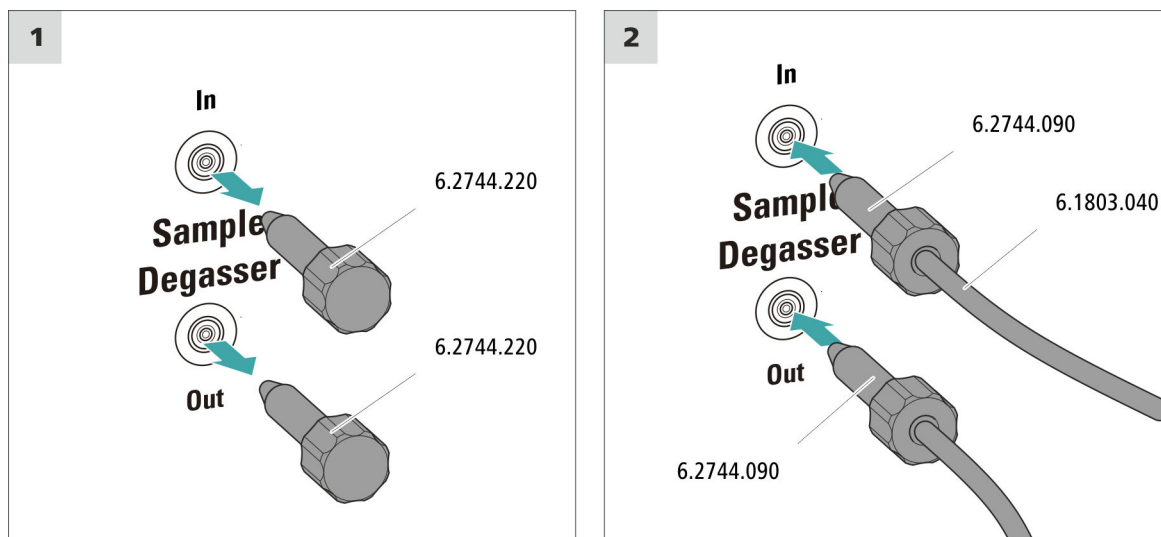 1
In
6.2744.220
Sample
Degasser
6.2744.220
Out
2
In
6.2744.090
6.1803.040
Sample
Degasser
Out
6.2744.090